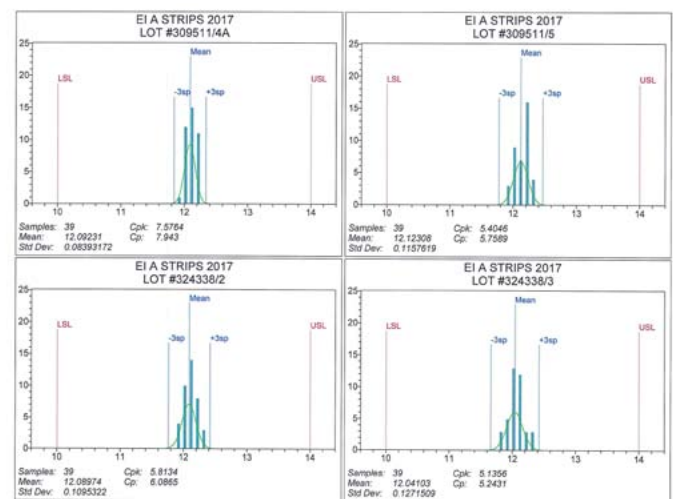 EI A STRIPS 2017
LOT #309511/4A
25
20
15
10
5
0
LSL
Mean
-3sp
+3sp
USL
10
11
12
13
14
Samples: 39 Cpk: 7.5764
Mean: 12.09231 Cp: 7.943
Std Dev: 0.08393172
EI A STRIPS 2017
LOT #309511/5
25
20
15
10
5
0
LSL
Mean
-3sp
+3sp
USL
10
11
12
13
14
Samples: 39 Cpk: 5.4046
Mean: 12.12308 Cp: 5.7589
Std Dev: 0.1157619
EI A STRIPS 2017
LOT #324338/2
25
20
15
10
5
0
LSL
Mean
-3sp
+3sp
USL
10
11
12
13
14
Samples: 39 Cpk: 5.8134
Mean: 12.08974 Cp: 6.0865
Std Dev: 0.1095322
EI A STRIPS 2017
LOT #324338/3
25
20
15
10
5
0
LSL
Mean
-3sp
+3sp
USL
10
11
12
13
14
Samples: 39 Cpk: 5.1356
Mean: 12.04103 Cp: 5.2431
Std Dev: 0.1271509